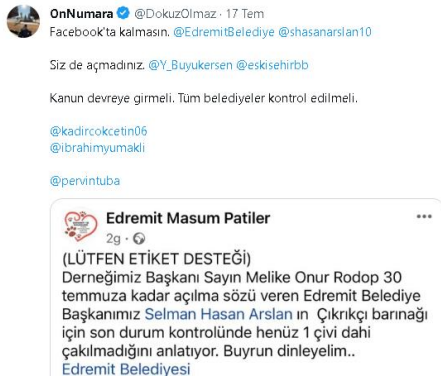 OnNumara @DokuzOlmaz · 17 Tem
Facebook'ta kalmasın. @EdremitBelediye @shasanarslan10
Siz de açmadınız. @Y_Buyukersen @eskisehirbb
Kanun devreye girmeli. Tüm belediyeler kontrol edilmeli.
@kadircokcetin06
@ibrahimyumakli
@pervintuba
Edremit Masum Patiler
2g ·
(LÜTFEN ETİKET DESTEĞİ)
Derneğimiz Başkanı Sayın Melike Onur Rodop 30
temmuza kadar açılma sözü veren Edremit Belediye
Başkanımız Selman Hasan Arslan ın Çıkrıkçı barınağı
için son durum kontrolünde henüz 1 çivi dahi
çakılmadığını anlatıyor. Buyrun dinleyelim..
Edremit Belediyesi